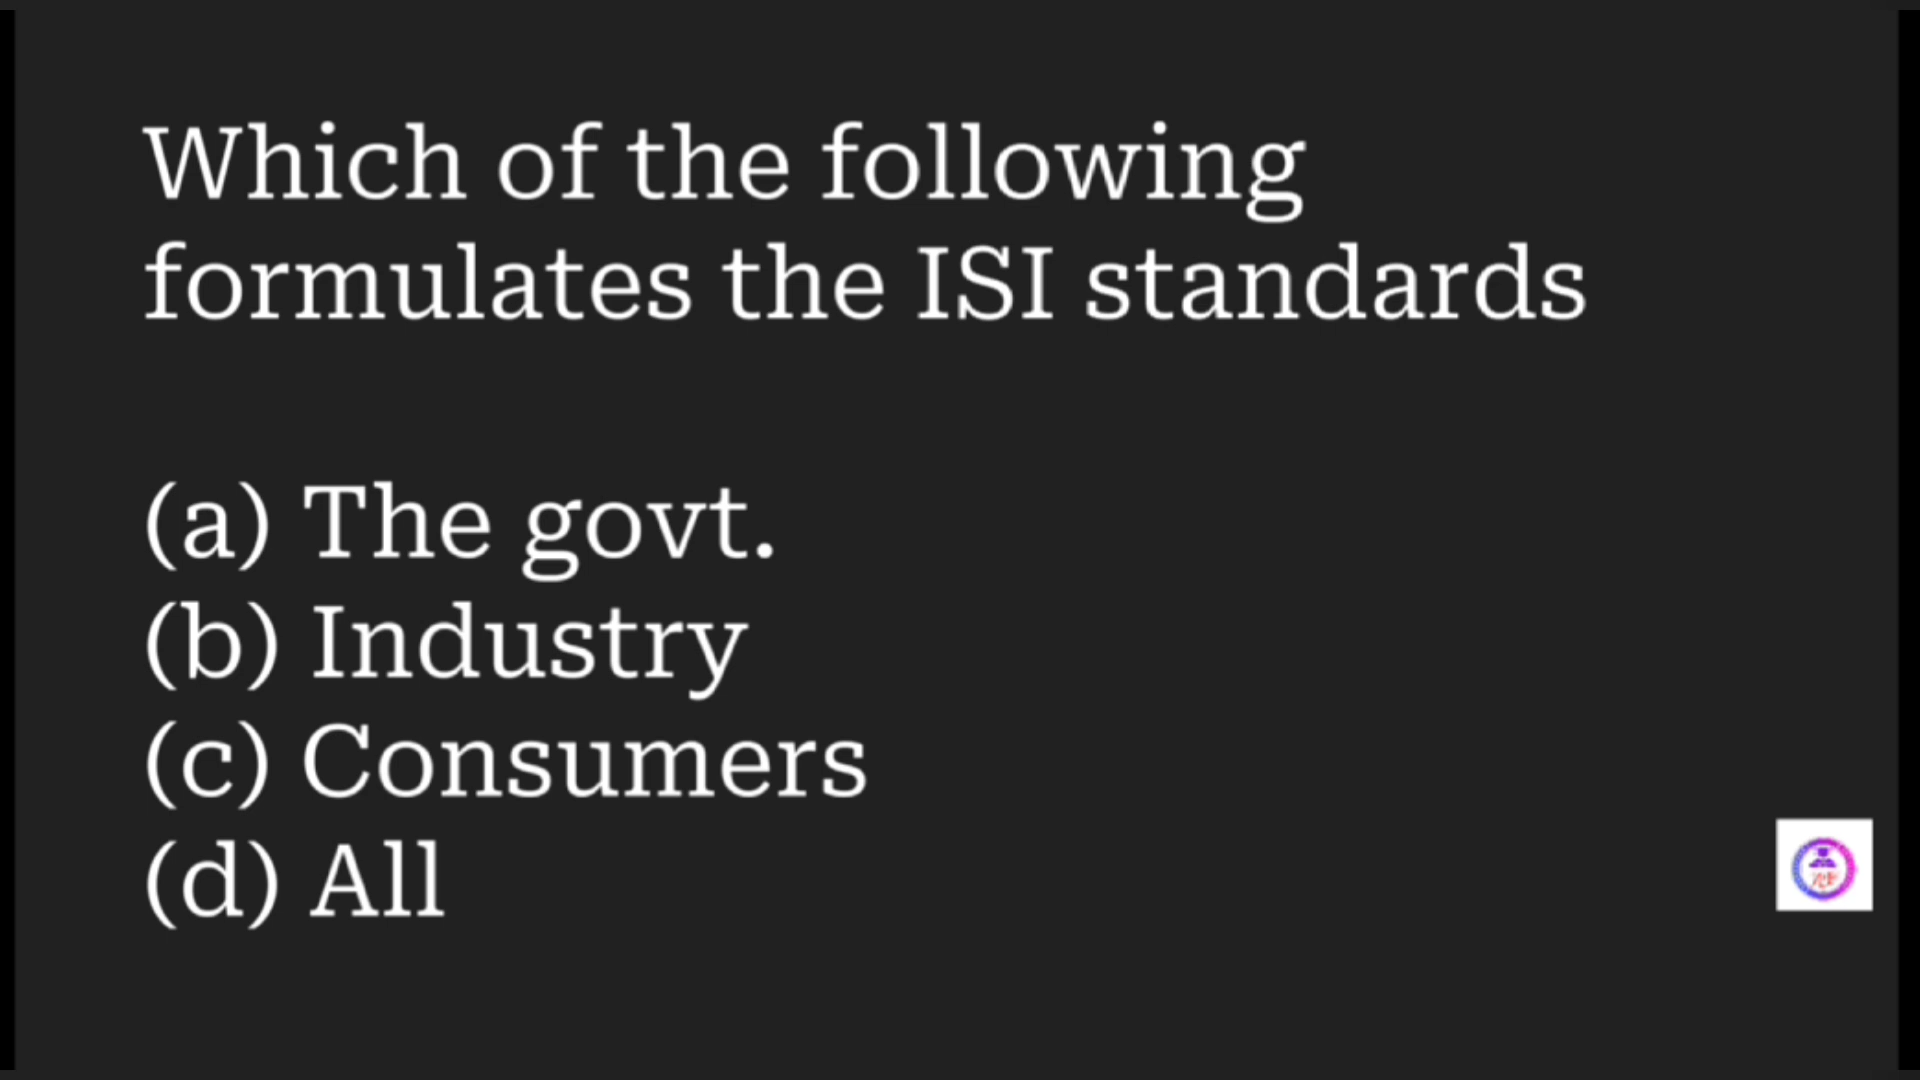 Which of the following
formulates the ISI standards
(a) The govt.
(b) Industry
(c) Consumers
(d) All